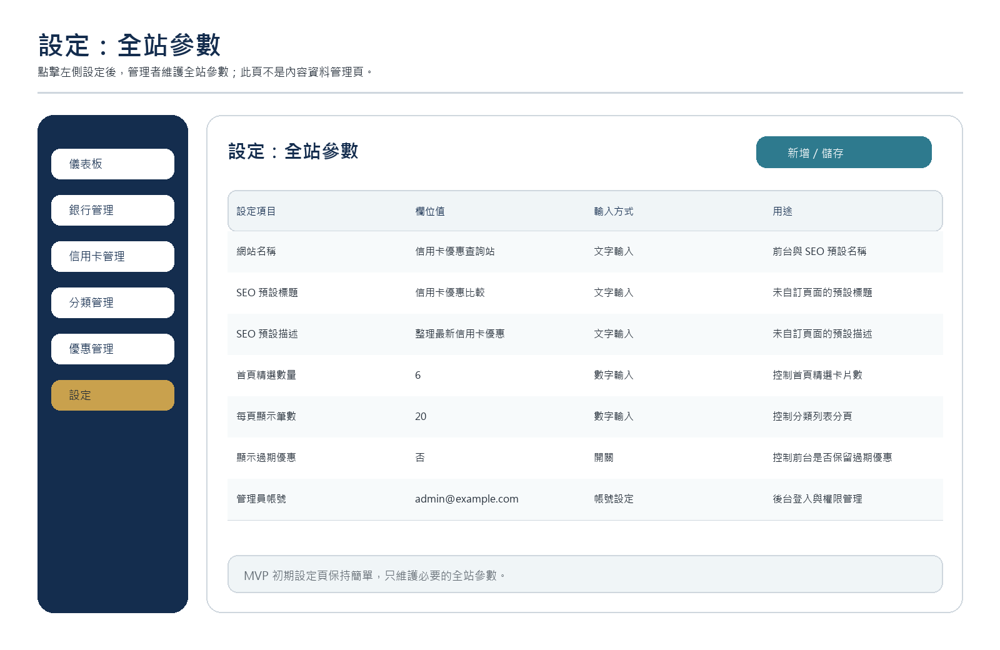 設定：全站參數
點擊左側設定後，管理者維護全站參數；此頁不是內容資料管理頁。
儀表板
銀行管理
信用卡管理
分類管理
優惠管理
設定
設定：全站參數
新增 / 儲存
設定項目 欄位值 輸入方式 用途
網站名稱 信用卡優惠查詢站 文字輸入 前台與 SEO 預設名稱
SEO 預設標題 信用卡優惠比較 文字輸入 未自訂頁面的預設標題
SEO 預設描述 整理最新信用卡優惠 文字輸入 未自訂頁面的預設描述
首頁精選數量 6 數字輸入 控制首頁精選卡片數
每頁顯示筆數 20 數字輸入 控制分類列表分頁
顯示過期優惠 否 開關 控制前台是否保留過期優惠
管理員帳號 admin@example.com 帳號設定 後台登入與權限管理
MVP 初期設定頁保持簡單，只維護必要的全站參數。